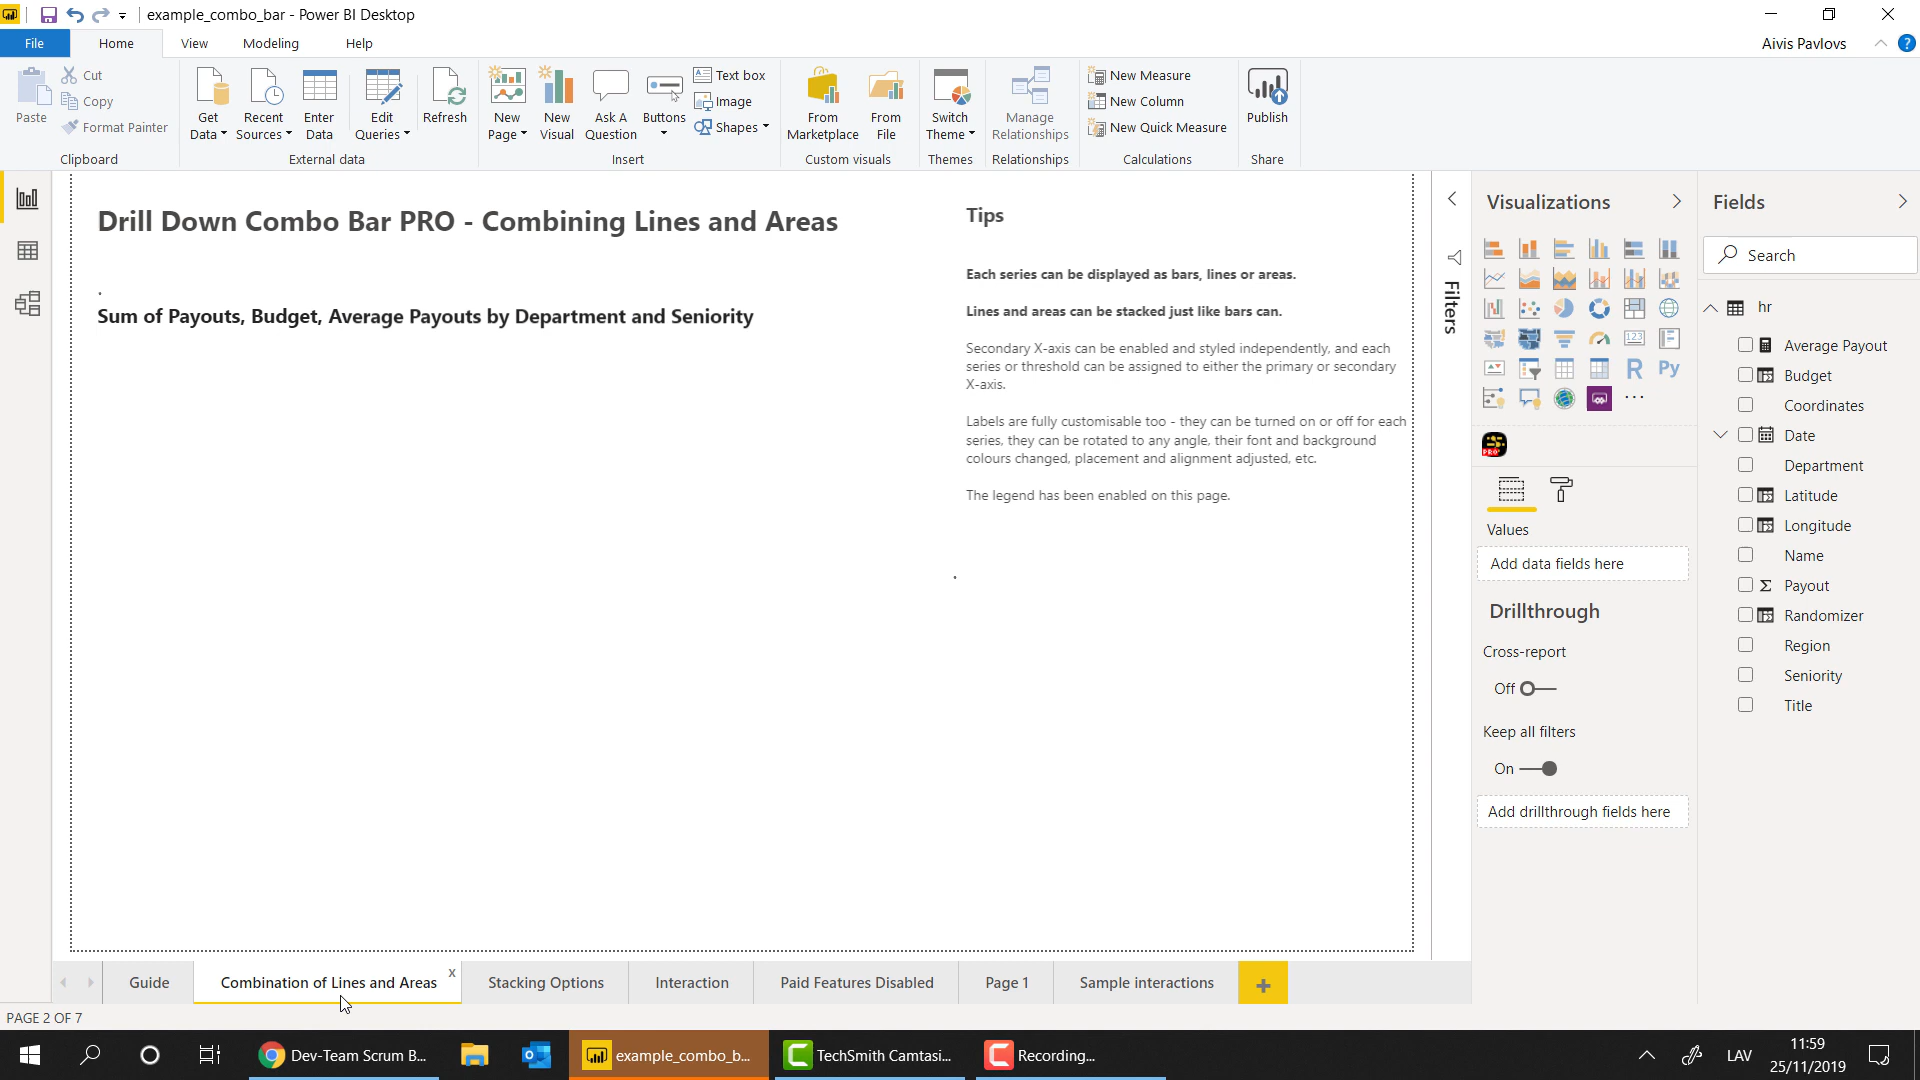 example_combo_bar - Power BI Desktop
File
Home
View
Modeling
Help
Aivis Pavlovs
?
Paste
Cut
Copy
Format Painter
Clipboard
Get Data
Recent Sources
Enter Data
Edit Queries
Refresh
External data
New Page
New Visual
Ask A Question
Buttons
Text box
Image
Shapes
Insert
From Marketplace
From File
Custom visuals
Switch Theme
Themes
Manage Relationships
Relationships
New Measure
New Column
New Quick Measure
Calculations
Publish
Share
Drill Down Combo Bar PRO - Combining Lines and Areas
.
Sum of Payouts, Budget, Average Payouts by Department and Seniority
Tips
Each series can be displayed as bars, lines or areas.
Lines and areas can be stacked just like bars can.
Secondary X-axis can be enabled and styled independently, and each
series or threshold can be assigned to either the primary or secondary
X-axis.
Labels are fully customisable too - they can be turned on or off for each
series, they can be rotated to any angle, their font and background
colours changed, placement and alignment adjusted, etc.
The legend has been enabled on this page.
.
Filters
Visualizations
123
R
Py
...
PRO
Values
Add data fields here
Drillthrough
Cross-report
Off
Keep all filters
On
Add drillthrough fields here
Fields
Search
hr
Average Payout
Budget
Coordinates
Date
Department
Latitude
Longitude
Name
Σ Payout
Randomizer
Region
Seniority
Title
Guide
Combination of Lines and Areas
x
Stacking Options
Interaction
Paid Features Disabled
Page 1
Sample interactions
+
PAGE 2 OF 7
Dev-Team Scrum B...
example_combo_b...
TechSmith Camtasi...
Recording...
LAV
11:59
25/11/2019